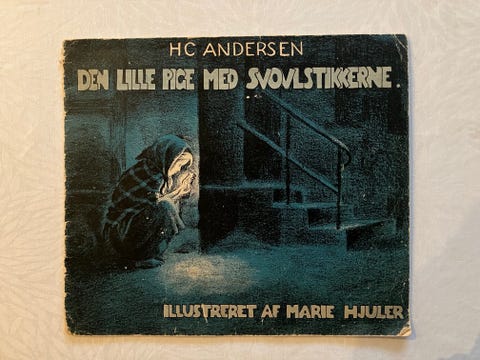 HC ANDERSEN
DEN LILLE PIGE MED SVOVLSTIKKERNE.
ILLUSTRERET AF MARIE HJULER